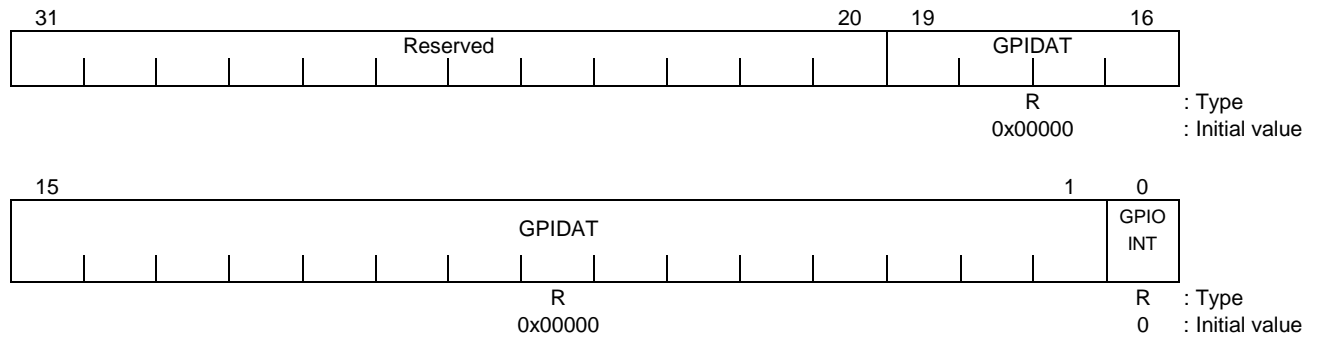 31 20 19 16
Reserved GPIDAT
R : Type
0x00000 : Initial value
15 1 0
GPIDAT GPIO INT
R R : Type
0x00000 0 : Initial value